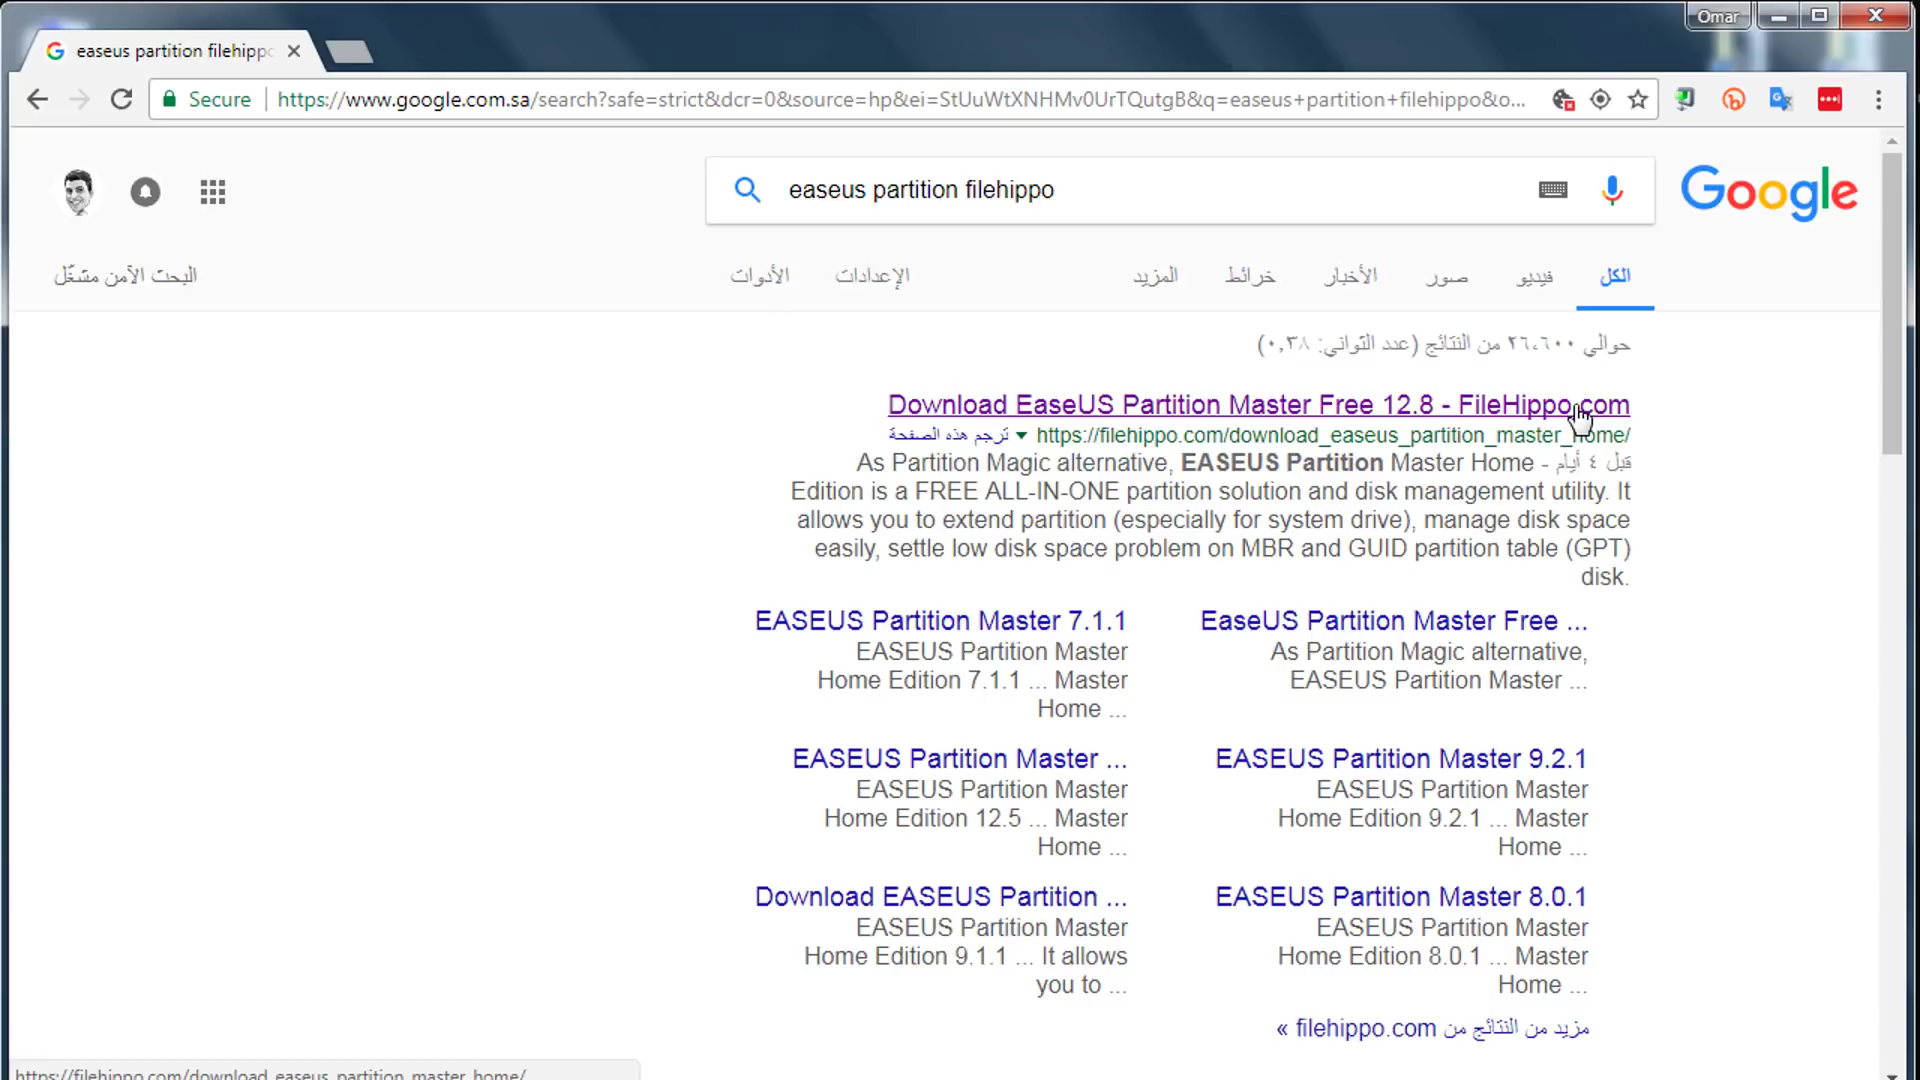 Omar
easeus partition filehippo
Secure https://www.google.com.sa/search?safe=strict&dcr=0&source=hp&ei=StUuWtXNHMv0UrTQutgB&q=easeus+partition+filehippo&o...
easeus partition filehippo
Google
الكل فيديو صور الأخبار خرائط المزيد الإعدادات الأدوات البحث الآمن مشغّل
حوالي ٢٦،٦٠٠ من النتائج (عدد الثواني: ٠,٣٨)
Download EaseUS Partition Master Free 12.8 - FileHippo.com
https://filehippo.com/download_easeus_partition_master_home/ ▼ ترجم هذه الصفحة
قبل ٤ أيام - As Partition Magic alternative, EASEUS Partition Master Home
Edition is a FREE ALL-IN-ONE partition solution and disk management utility. It
allows you to extend partition (especially for system drive), manage disk space
easily, settle low disk space problem on MBR and GUID partition table (GPT)
disk.
EaseUS Partition Master Free ...
As Partition Magic alternative,
EASEUS Partition Master ...
EASEUS Partition Master 7.1.1
EASEUS Partition Master
Home Edition 7.1.1 ... Master
Home ...
EASEUS Partition Master 9.2.1
EASEUS Partition Master
Home Edition 9.2.1 ... Master
Home ...
EASEUS Partition Master ...
EASEUS Partition Master
Home Edition 12.5 ... Master
Home ...
EASEUS Partition Master 8.0.1
EASEUS Partition Master
Home Edition 8.0.1 ... Master
Home ...
Download EASEUS Partition ...
EASEUS Partition Master
Home Edition 9.1.1 ... It allows
you to ...
مزيد من النتائج من filehippo.com »
https://filehippo.com/download_easeus_partition_master_home/